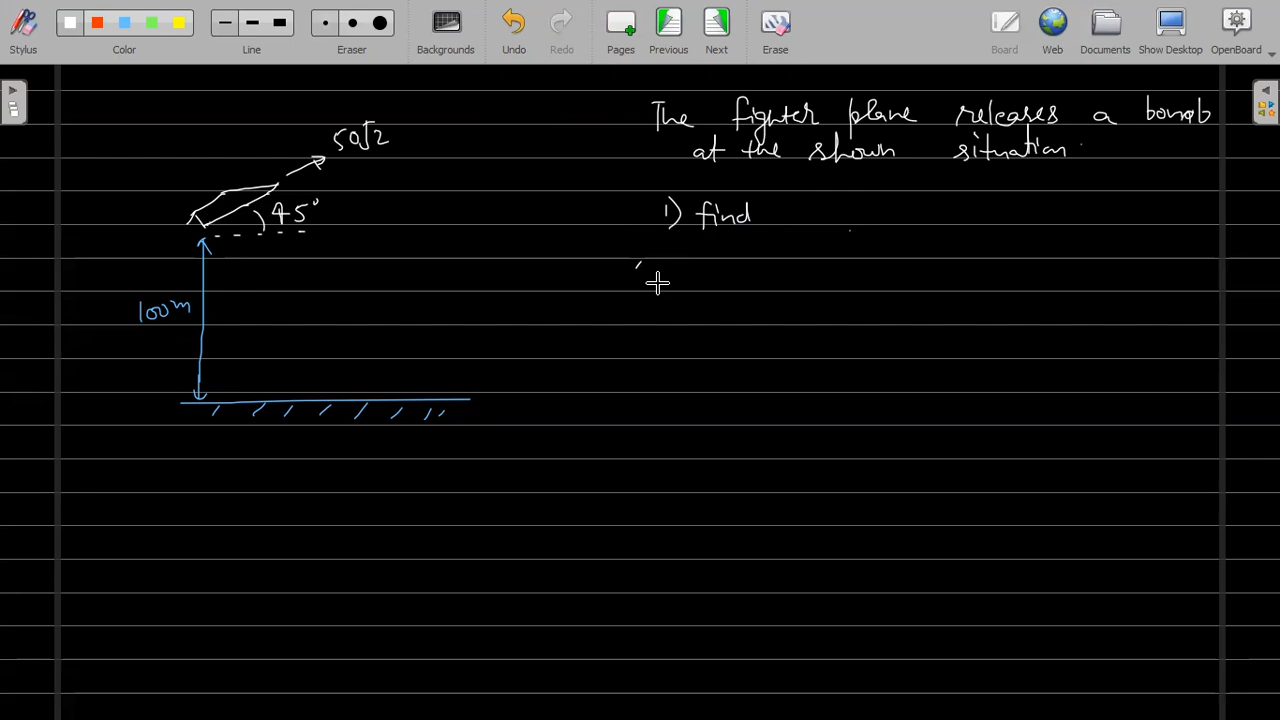 Stylus
Color
Line
Eraser
Backgrounds
Undo
Redo
Pages
Previous
Next
Erase
Board
Web
Documents
Show Desktop
OpenBoard
The fighter plane releases a bomb
at the shown situation.
1) find
50√2
45°
100m